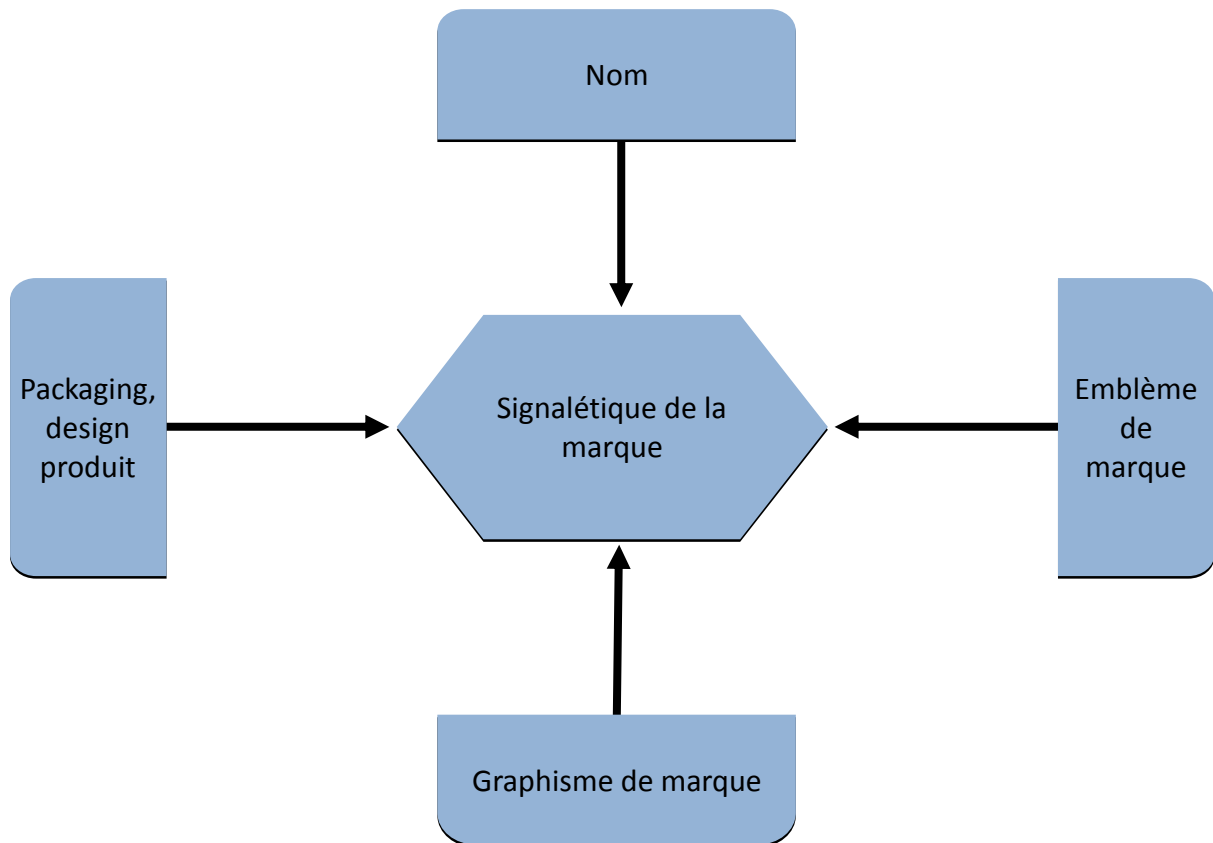 Nom
Packaging,
design
produit
Signalétique de la
marque
Emblème
de
marque
Graphisme de marque